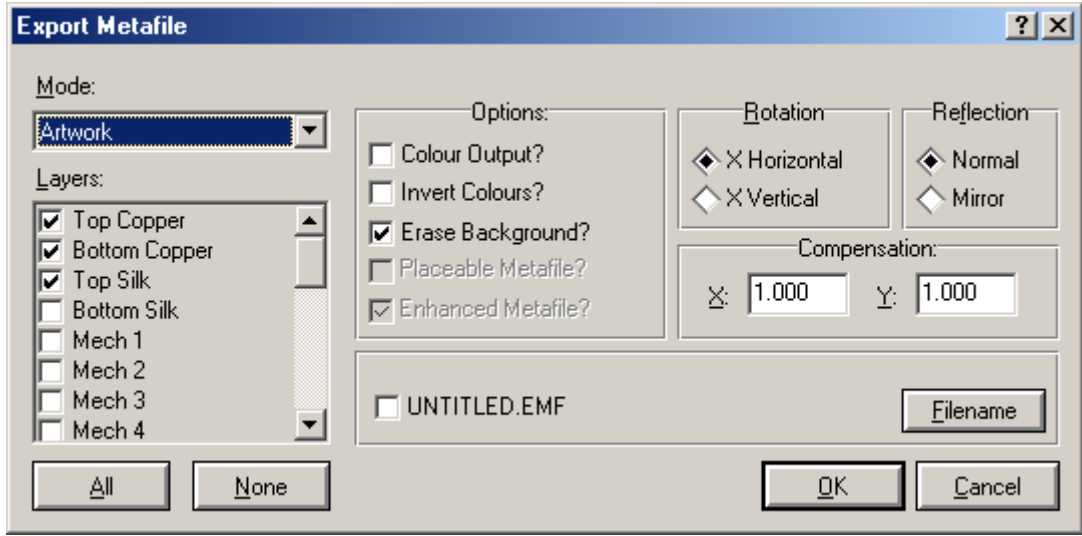 Export Metafile
Mode:
Artwork
Layers:
Top Copper
Bottom Copper
Top Silk
Bottom Silk
Mech 1
Mech 2
Mech 3
Mech 4
All
None
Options:
Colour Output?
Invert Colours?
Erase Background?
Placeable Metafile?
Enhanced Metafile?
Rotation
X Horizontal
X Vertical
Reflection
Normal
Mirror
Compensation:
X: 1.000 Y: 1.000
UNTITLED.EMF
Filename
OK
Cancel